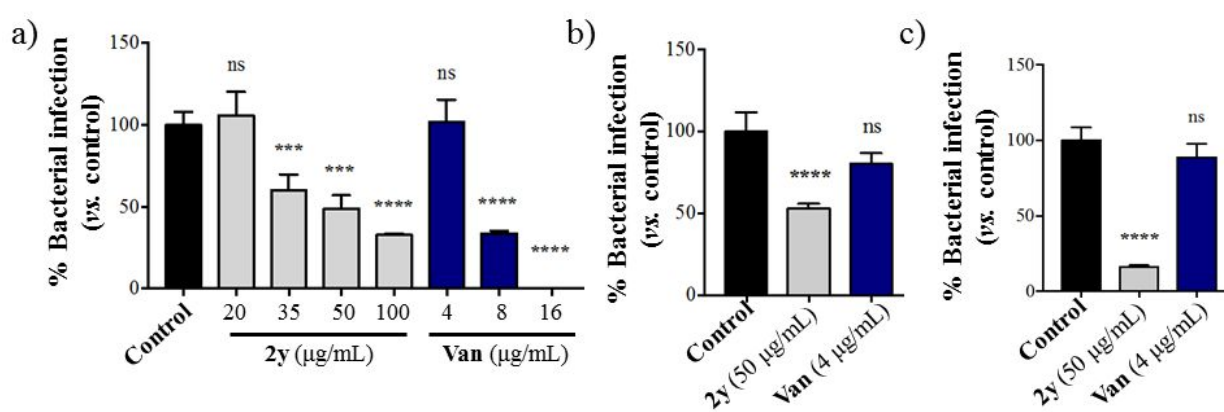 a)
% Bacterial infection
(vs. control)
150
100
50
0
ns
***
***
****
ns
****
****
Control
20 35 50 100 4 8 16
2y (μg/mL) Van (μg/mL)
b)
% Bacterial infection
(vs. control)
150
100
50
0
****
ns
Control
2y (50 μg/mL)
Van (4 μg/mL)
c)
% Bacterial infection
(vs. control)
150
100
50
0
****
ns
Control
2y (50 μg/mL)
Van (4 μg/mL)